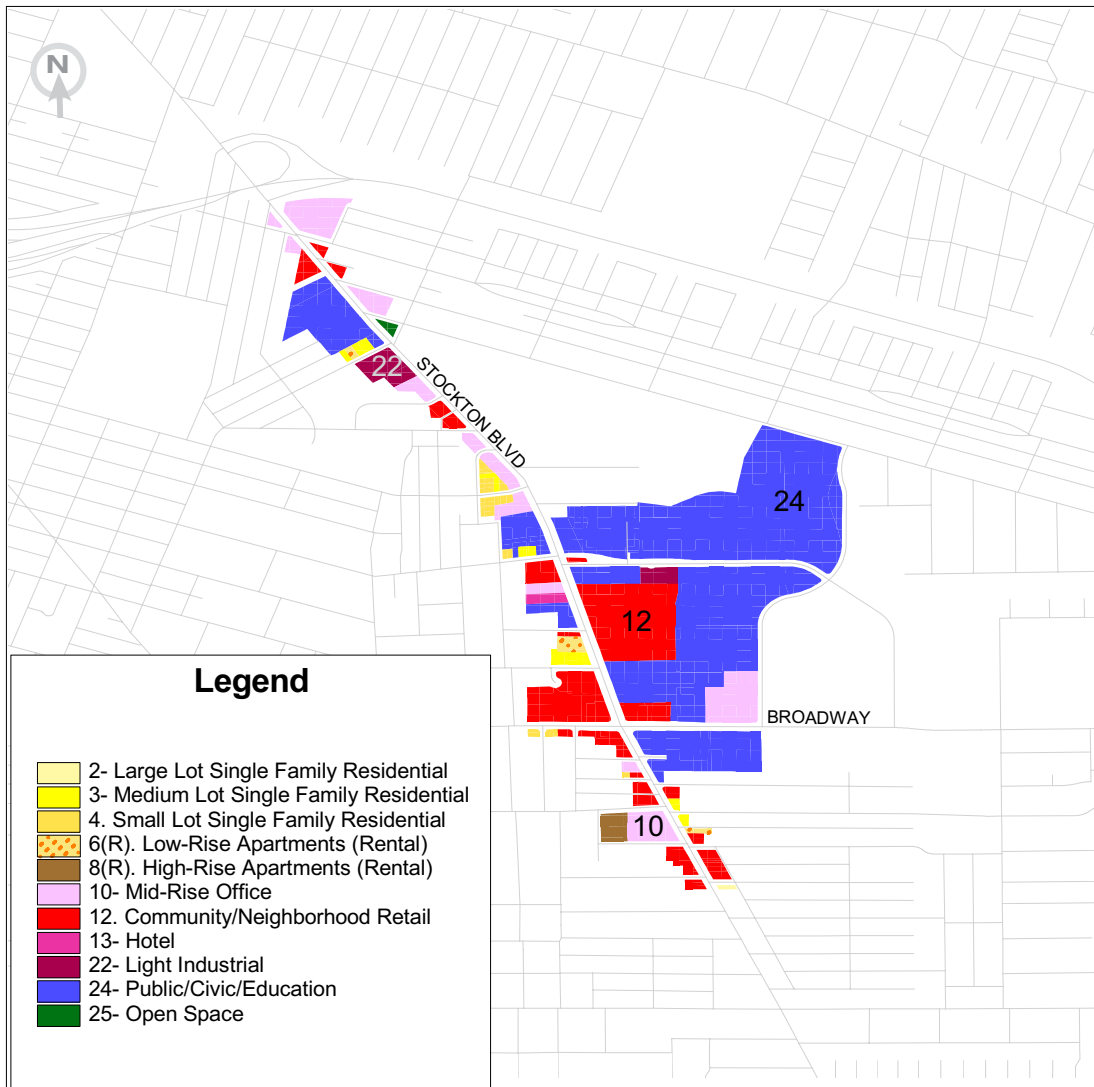 N
22
STOCKTON BLVD
24
12
BROADWAY
10
Legend
2- Large Lot Single Family Residential
3- Medium Lot Single Family Residential
4. Small Lot Single Family Residential
6(R). Low-Rise Apartments (Rental)
8(R). High-Rise Apartments (Rental)
10- Mid-Rise Office
12. Community/Neighborhood Retail
13- Hotel
22- Light Industrial
24- Public/Civic/Education
25- Open Space